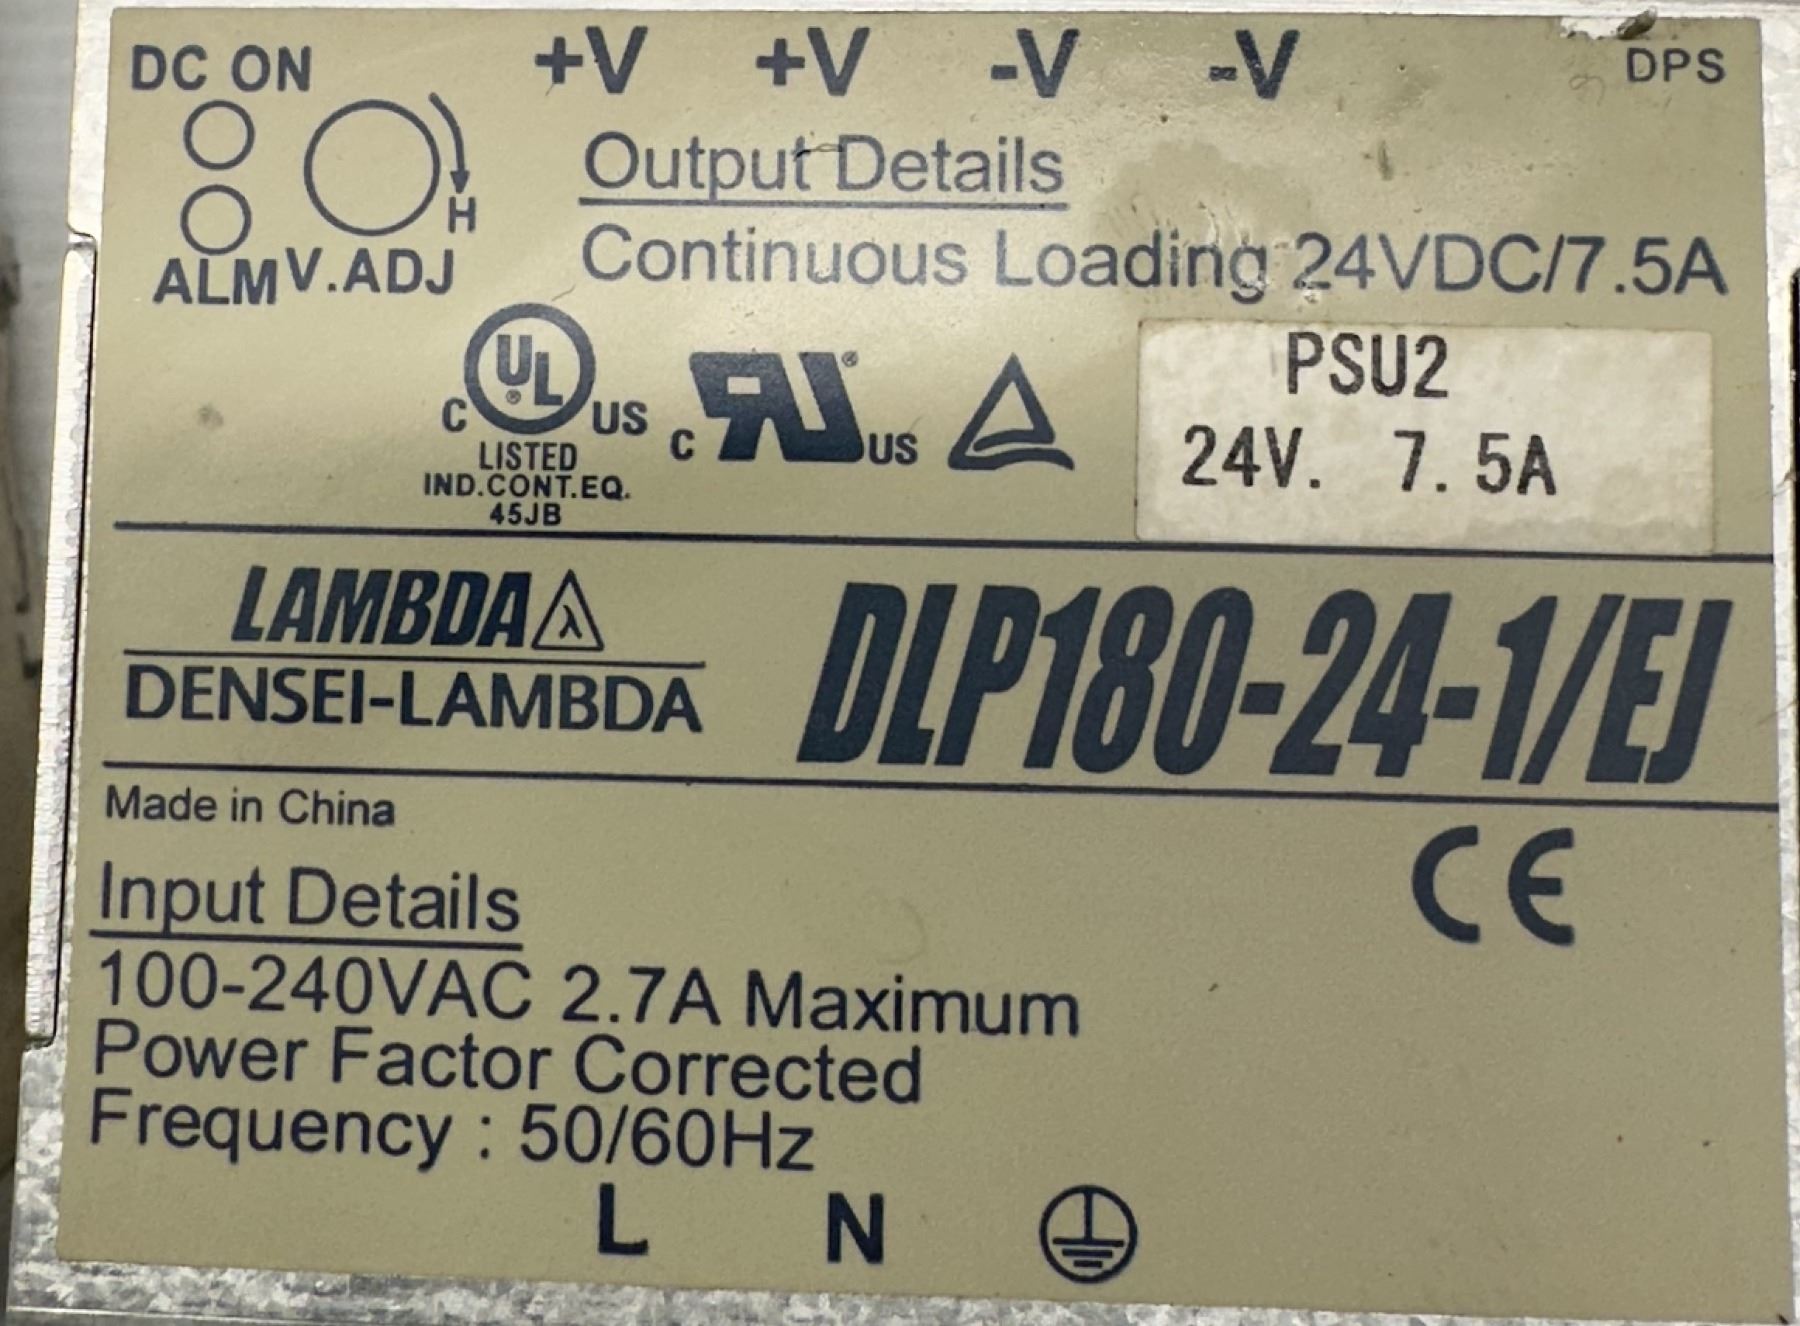 DC ON +V +V -V -V DPS
H
ALM V.ADJ
Output Details
Continuous Loading 24VDC/7.5A
PSU2
24V. 7.5A
C UL ® US
LISTED
IND.CONT.EQ.
45JB
C RU ® US
LAMBDA λ
DENSEI-LAMBDA
DLP180-24-1/EJ
Made in China
CE
Input Details
100-240VAC 2.7A Maximum
Power Factor Corrected
Frequency : 50/60Hz
L N